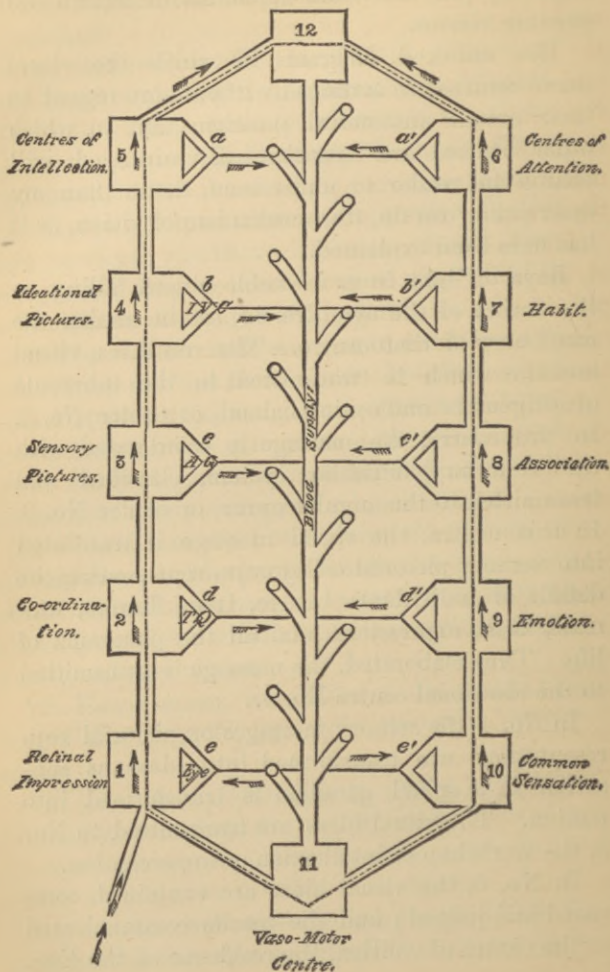 12
Centres of
Intellection.
5
a
a'
6
Centres of
Attention.
Ideational
Pictures.
4
b
b'
7
Habit.
Sensory
Pictures.
3
c
c'
8
Association.
Blood Supply.
Co-ordina-
tion.
2
d
d'
9
Emotion.
Retinal
Impression
1
e
Eye
e'
10
Common
Sensation.
11
Vaso-Motor
Centre.